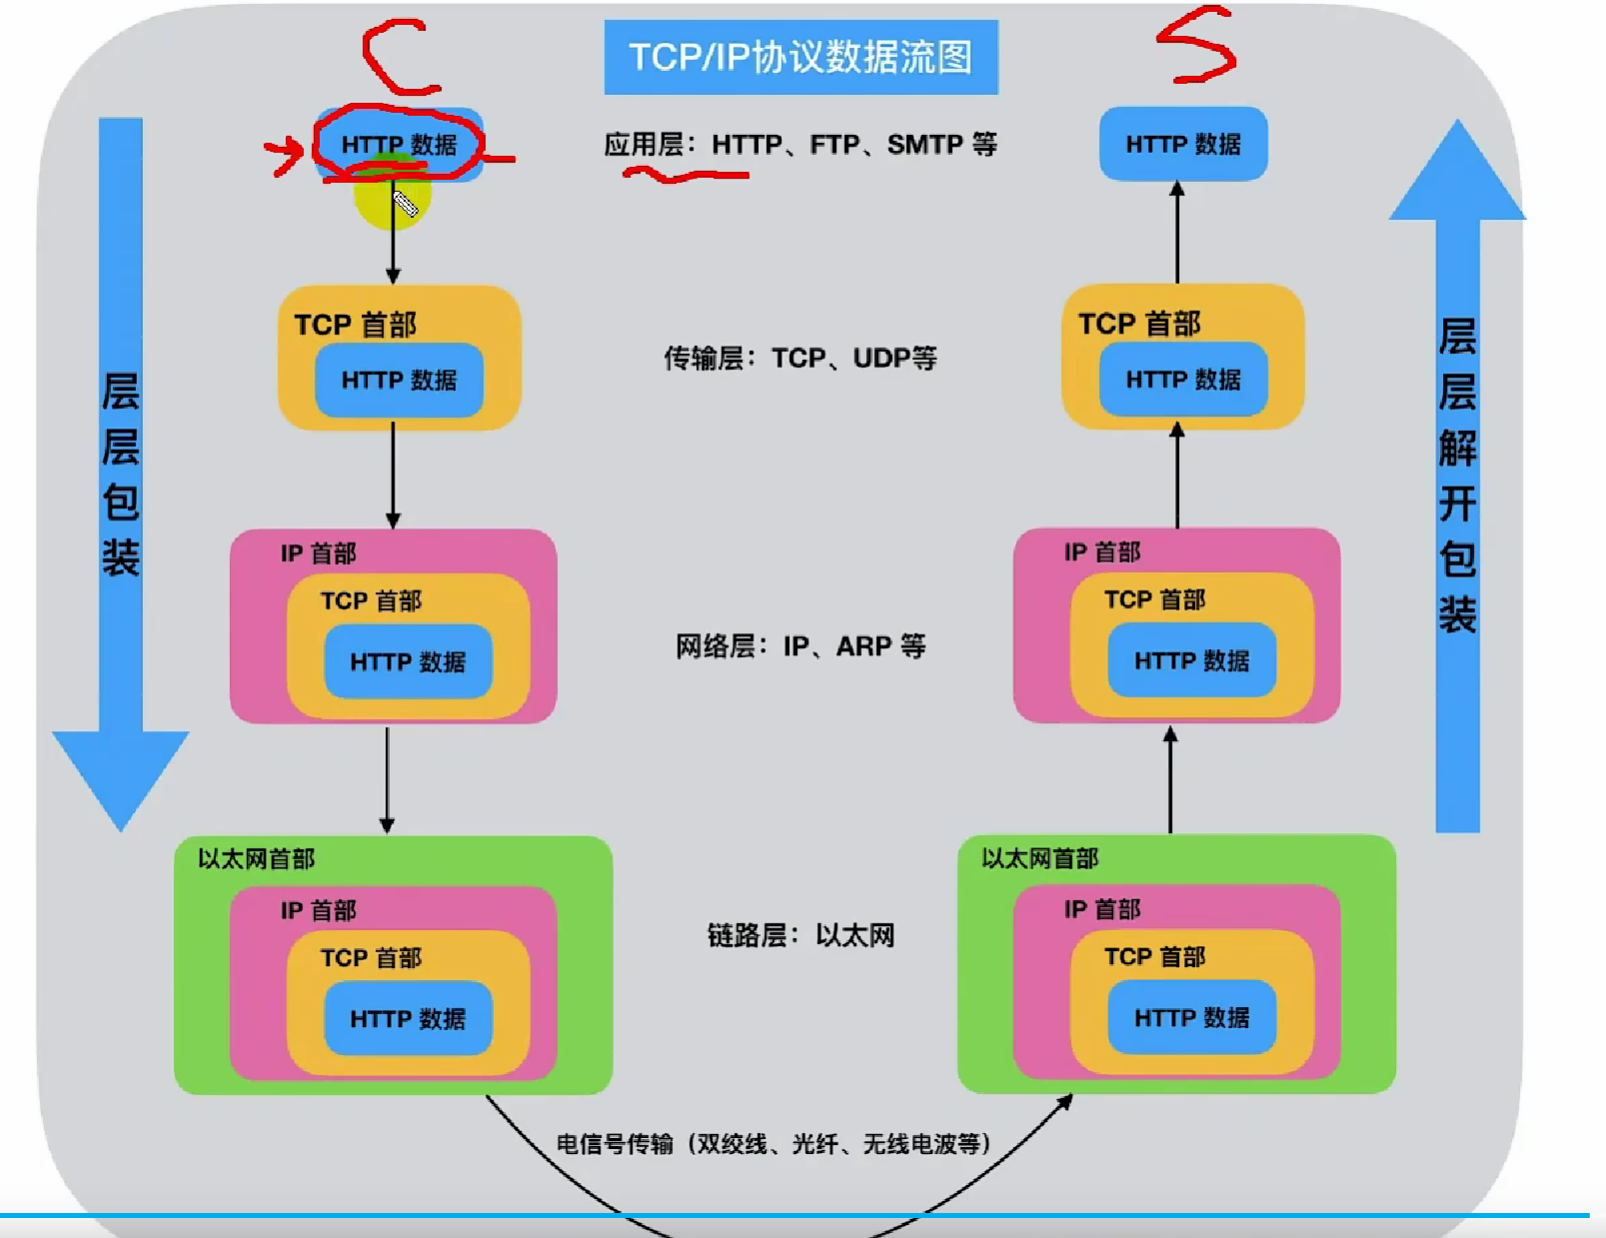 C
S
TCP/IP协议数据流图
HTTP 数据
应用层：HTTP、FTP、SMTP 等
HTTP 数据
TCP 首部
HTTP 数据
传输层：TCP、UDP等
TCP 首部
HTTP 数据
层层包装
层层解开包装
IP 首部
TCP 首部
HTTP 数据
网络层：IP、ARP 等
IP 首部
TCP 首部
HTTP 数据
以太网首部
IP 首部
TCP 首部
HTTP 数据
链路层：以太网
以太网首部
IP 首部
TCP 首部
HTTP 数据
电信号传输（双绞线、光纤、无线电波等）